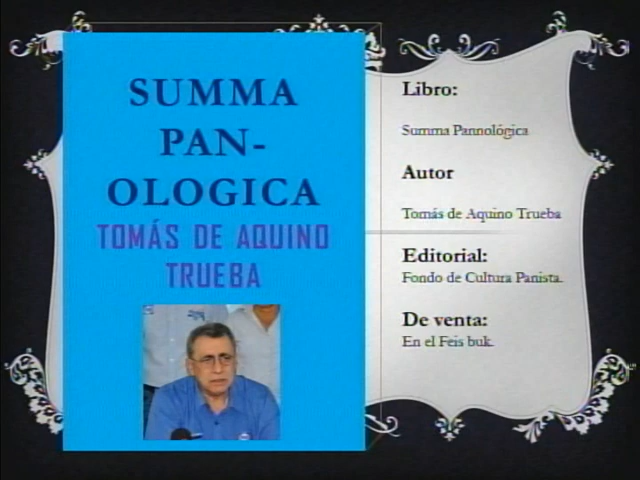 SUMMA
PAN-
OLOGICA
TOMÁS DE AQUINO
TRUEBA
Libro:
Summa Pannológica
Autor
Tomás de Aquino Trueba
Editorial:
Fondo de Cultura Panista.
De venta:
En el Feis buk.